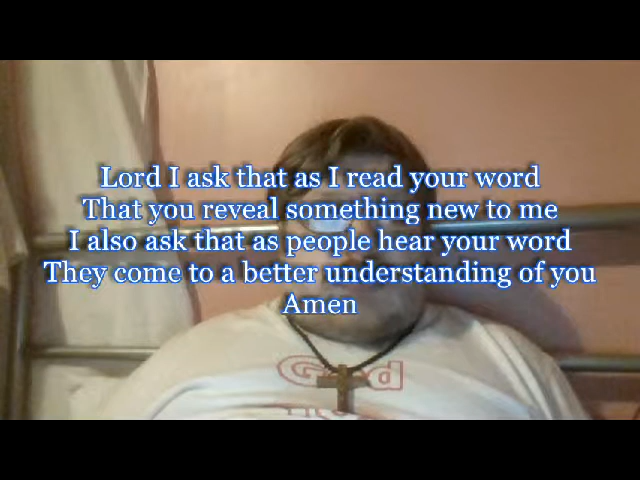 Lord I ask that as I read your word
That you reveal something new to me
I also ask that as people hear your word
They come to a better understanding of you
Amen